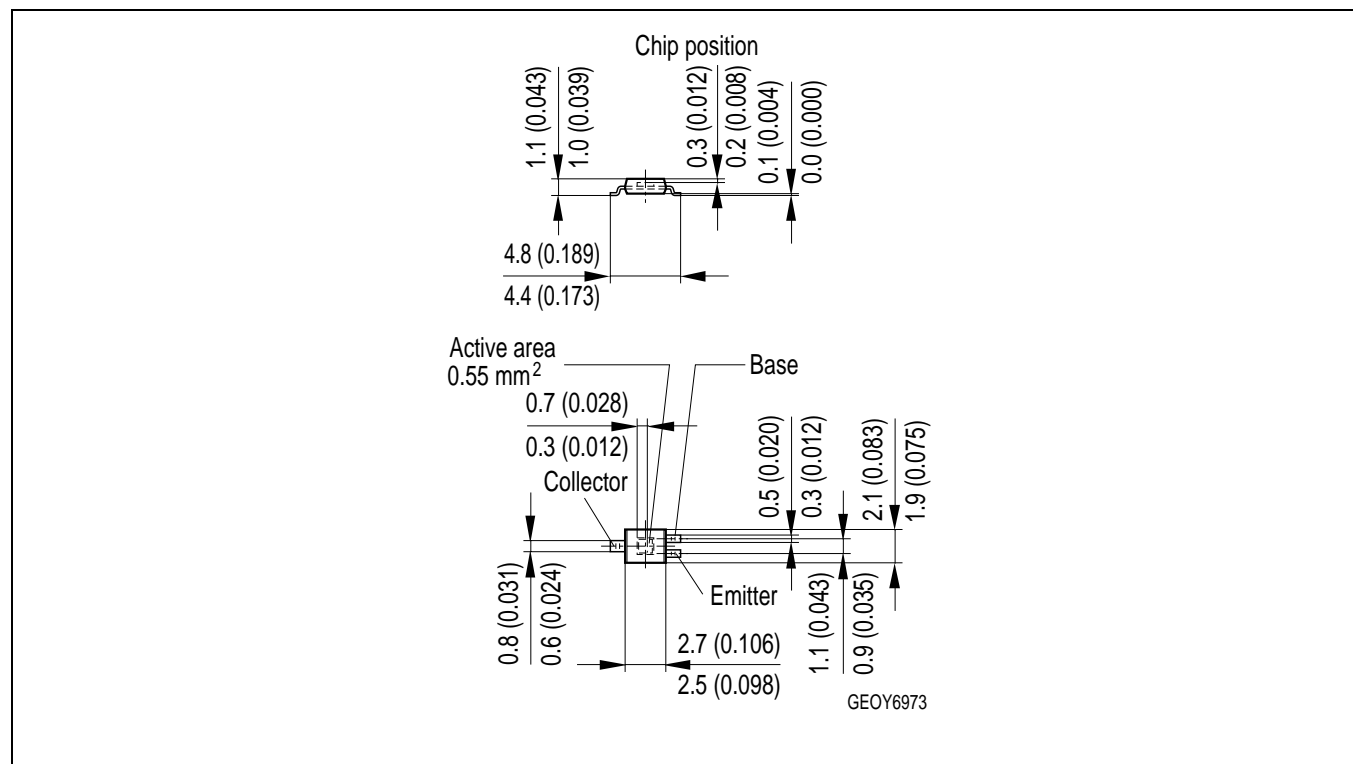 Chip position
1.1 (0.043)
1.0 (0.039)
0.3 (0.012)
0.2 (0.008)
0.1 (0.004)
0.0 (0.000)
4.8 (0.189)
4.4 (0.173)
Active area
0.55 mm²
Base
0.7 (0.028)
0.3 (0.012)
Collector
0.5 (0.020)
0.3 (0.012)
2.1 (0.083)
1.9 (0.075)
0.8 (0.031)
0.6 (0.024)
Emitter
1.1 (0.043)
0.9 (0.035)
2.7 (0.106)
2.5 (0.098)
GEOY6973